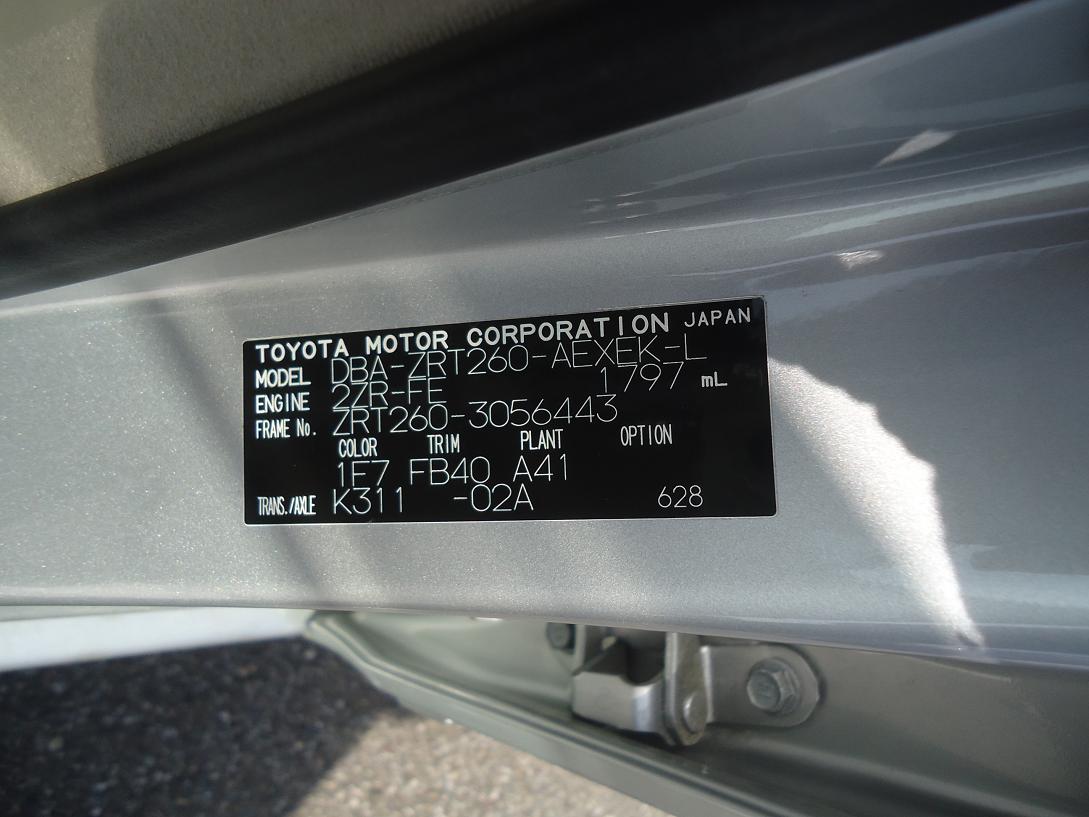 TOYOTA MOTOR CORPORATION JAPAN
MODEL DBA-ZRT260-AEXEK-L
ENGINE 2ZR-FE 1797 mL
FRAME No. ZRT260-3056443
COLOR TRIM PLANT OPTION
1F7 FB40 A41
TRANS./AXLE K311 -02A 628